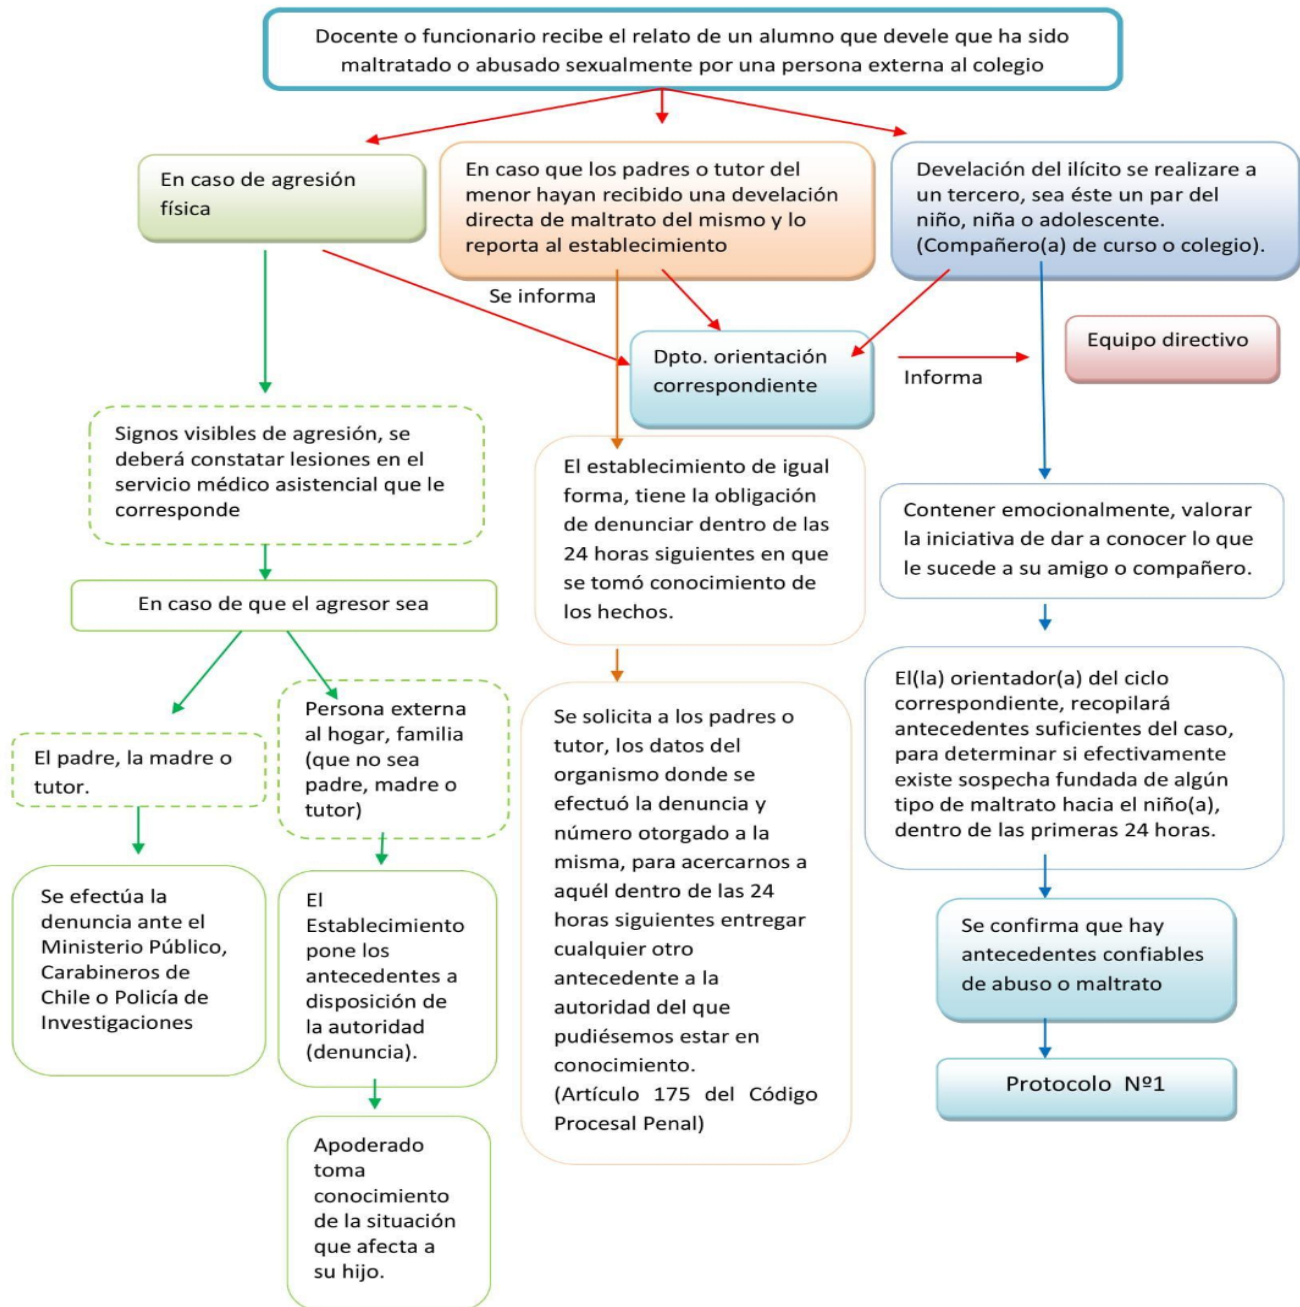 Docente o funcionario recibe el relato de un alumno que devele que ha sido
maltratado o abusado sexualmente por una persona externa al colegio
En caso de agresión
física
En caso que los padres o tutor del
menor hayan recibido una develación
directa de maltrato del mismo y lo
reporta al establecimiento
Develación del ilícito se realizare a
un tercero, sea éste un par del
niño, niña o adolescente.
(Compañero(a) de curso o colegio).
Se informa
Dpto. orientación
correspondiente
Informa
Equipo directivo
Signos visibles de agresión, se
deberá constatar lesiones en el
servicio médico asistencial que le
corresponde
En caso de que el agresor sea
El padre, la madre o
tutor.
Persona externa
al hogar, familia
(que no sea
padre, madre o
tutor)
Se efectúa la
denuncia ante el
Ministerio Público,
Carabineros de
Chile o Policía de
Investigaciones
El
Establecimiento
pone los
antecedentes a
disposición de
la autoridad
(denuncia).
Apoderado
toma
conocimiento
de la situación
que afecta a
su hijo.
El establecimiento de igual
forma, tiene la obligación
de denunciar dentro de las
24 horas siguientes en que
se tomó conocimiento de
los hechos.
Se solicita a los padres o
tutor, los datos del
organismo donde se
efectuó la denuncia y
número otorgado a la
misma, para acercarnos a
aquél dentro de las 24
horas siguientes entregar
cualquier otro
antecedente a la
autoridad del que
pudiésemos estar en
conocimiento.
(Artículo 175 del Código
Procesal Penal)
Contener emocionalmente, valorar
la iniciativa de dar a conocer lo que
le sucede a su amigo o compañero.
El(la) orientador(a) del ciclo
correspondiente, recopilará
antecedentes suficientes del caso,
para determinar si efectivamente
existe sospecha fundada de algún
tipo de maltrato hacia el niño(a),
dentro de las primeras 24 horas.
Se confirma que hay
antecedentes confiables
de abuso o maltrato
Protocolo Nº1